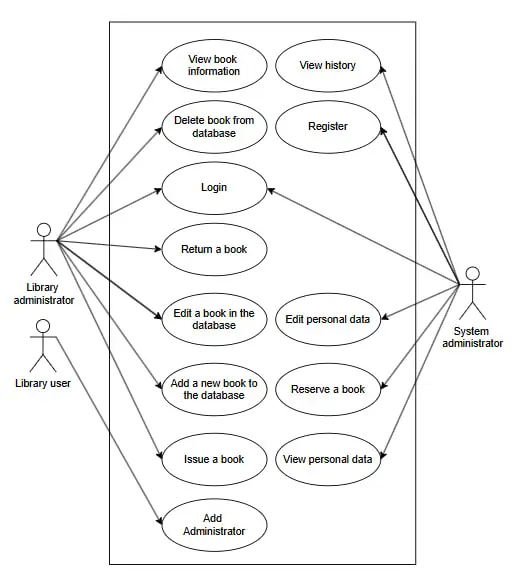 View book
information
View history
Delete book from
database
Register
Login
Return a book
Library
administrator
Edit a book in the
database
Edit personal data
System
administrator
Library user
Add a new book to
the database
Reserve a book
Issue a book
View personal data
Add
Administrator